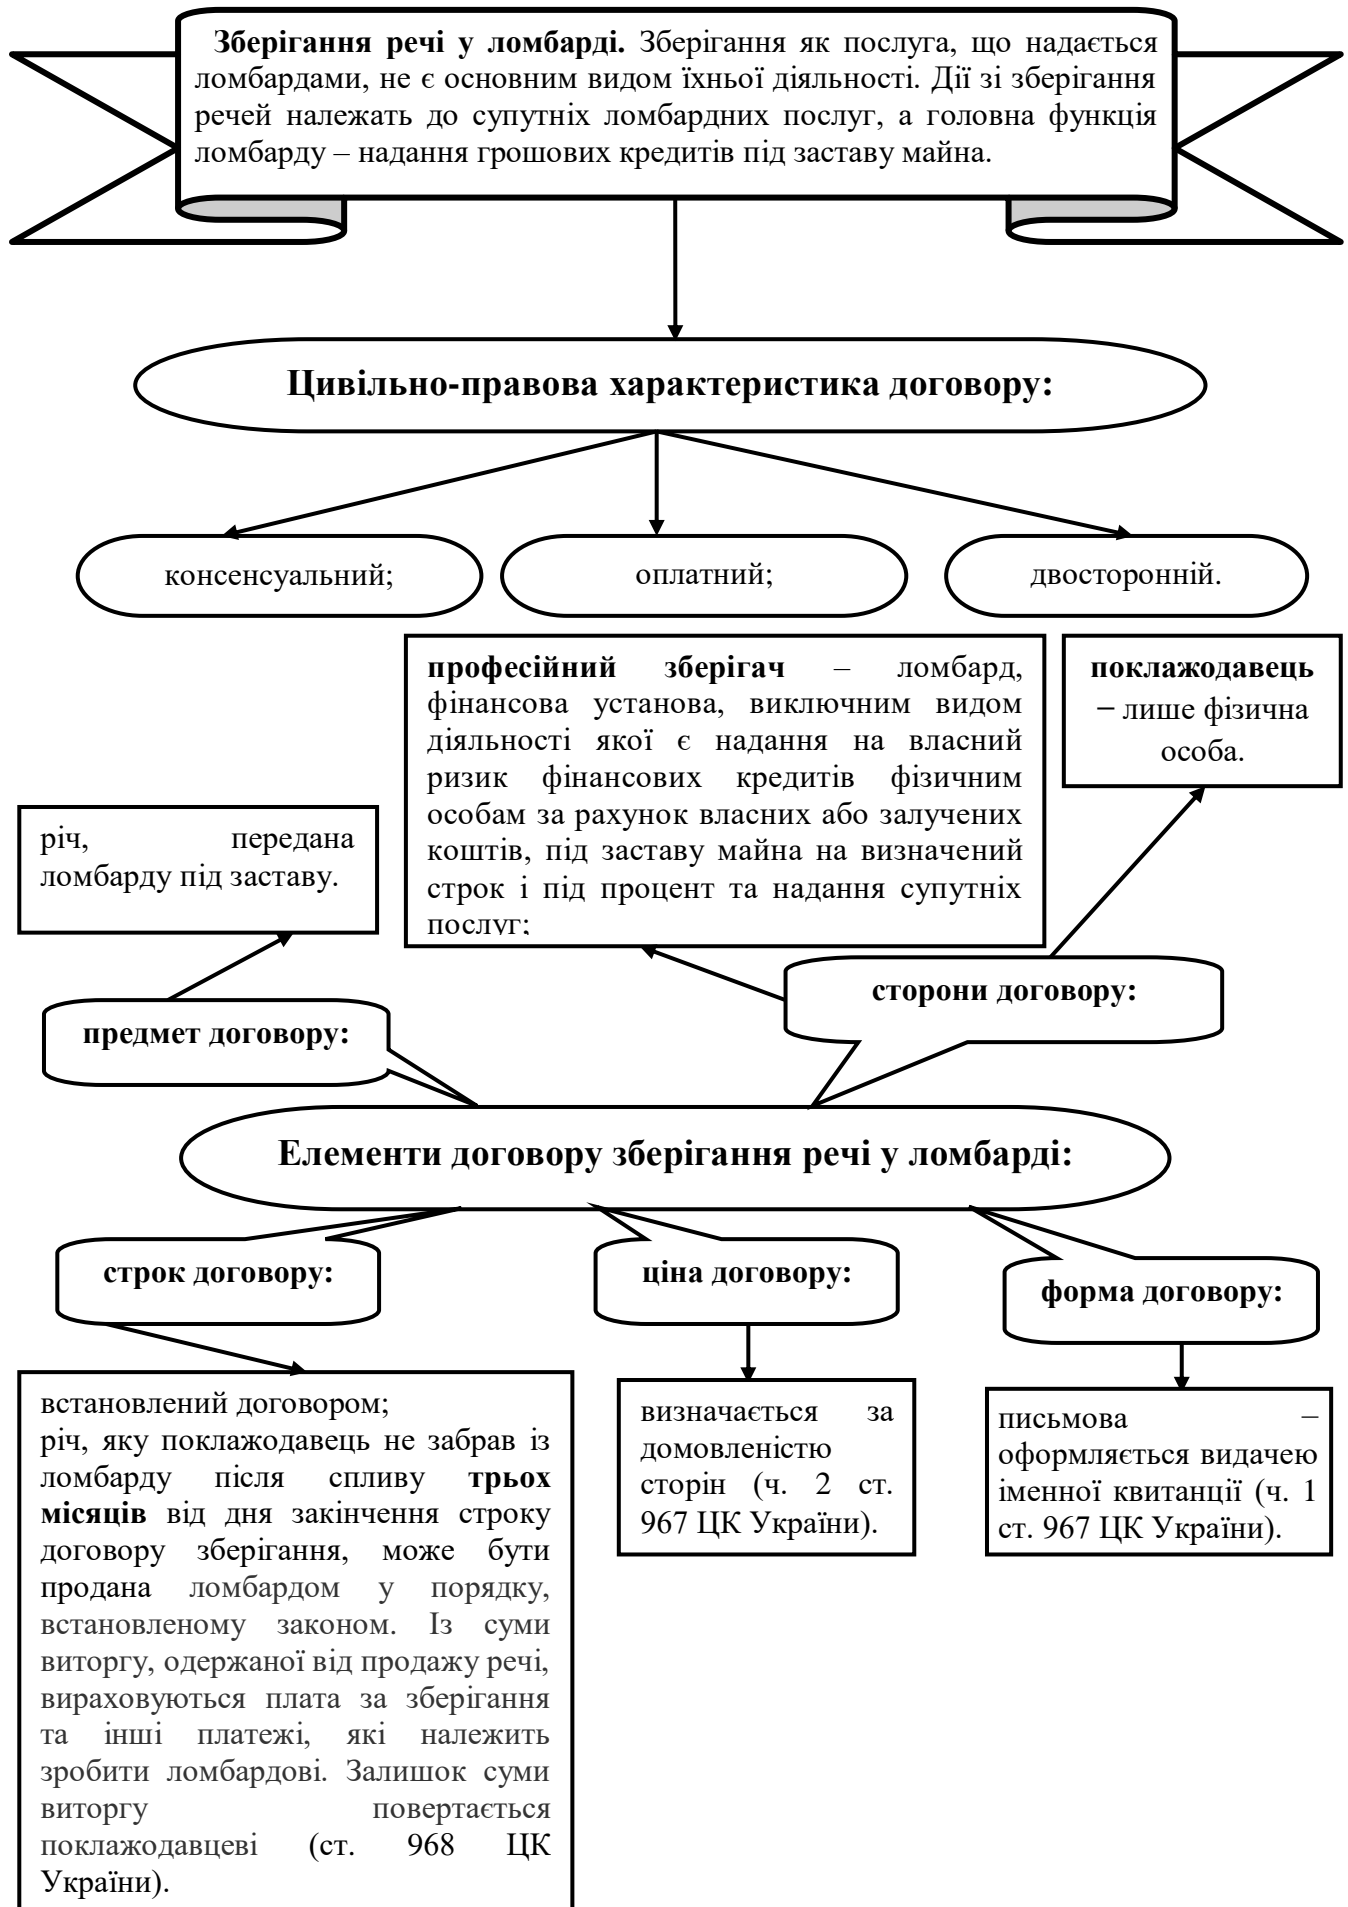 Зберігання речі у ломбарді. Зберігання як послуга, що надається
ломбардами, не є основним видом їхньої діяльності. Дії зі зберігання
речей належать до супутніх ломбардних послуг, а головна функція
ломбарду – надання грошових кредитів під заставу майна.
Цивільно-правова характеристика договору:
консенсуальний;
оплатний;
двосторонній.
професійний зберігач – ломбард,
фінансова установа, виключним видом
діяльності якої є надання на власний
ризик фінансових кредитів фізичним
особам за рахунок власних або залучених
коштів, під заставу майна на визначений
строк і під процент та надання супутніх
послуг;
поклажодавець
– лише фізична
особа.
річ, передана
ломбарду під заставу.
сторони договору:
предмет договору:
Елементи договору зберігання речі у ломбарді:
строк договору:
ціна договору:
форма договору:
встановлений договором;
річ, яку поклажодавець не забрав із
ломбарду після спливу трьох
місяців від дня закінчення строку
договору зберігання, може бути
продана ломбардом у порядку,
встановленому законом. Із суми
виторгу, одержаної від продажу речі,
вираховуються плата за зберігання
та інші платежі, які належить
зробити ломбардові. Залишок суми
виторгу повертається
поклажодавцеві (ст. 968 ЦК
України).
визначається за
домовленістю
сторін (ч. 2 ст.
967 ЦК України).
письмова –
оформляється видачею
іменної квитанції (ч. 1
ст. 967 ЦК України).